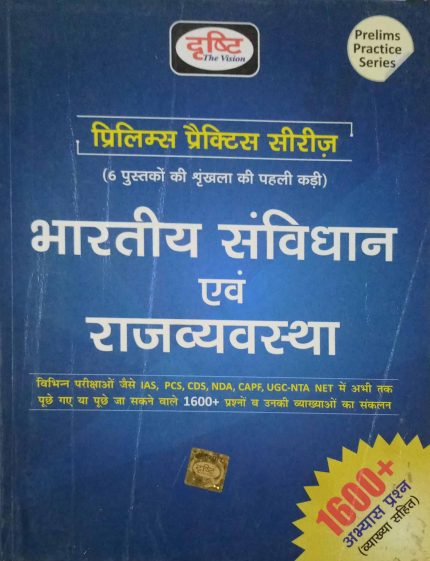 दृष्टि
The Vision
Prelims
Practice
Series
प्रिलिम्स प्रैक्टिस सीरीज़
(6 पुस्तकों की शृंखला की पहली कड़ी)
भारतीय संविधान
एवं
राजव्यवस्था
विभिन्न परीक्षाओं जैसे IAS, PCS, CDS, NDA, CAPF, UGC-NTA NET में अभी तक
पूछे गए या पूछे जा सकने वाले 1600+ प्रश्नों व उनकी व्याख्याओं का संकलन
दृष्टि
1600+
अभ्यास प्रश्न
(व्याख्या सहित)